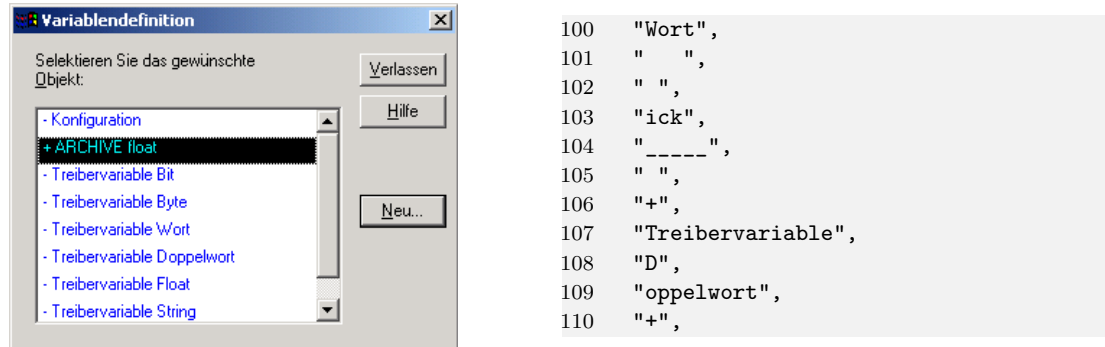 Variablendefinition
Selektieren Sie das gewünschte
Objekt:
Verlassen
Hilfe
Neu...
- Konfiguration
+ ARCHIVE float
- Treibervariable Bit
- Treibervariable Byte
- Treibervariable Wort
- Treibervariable Doppelwort
- Treibervariable Float
- Treibervariable String
100 "Wort",
101 "   ",
102 " ",
103 "ick",
104 "_____",
105 " ",
106 "+",
107 "Treibervariable",
108 "D",
109 "oppelwort",
110 "+",